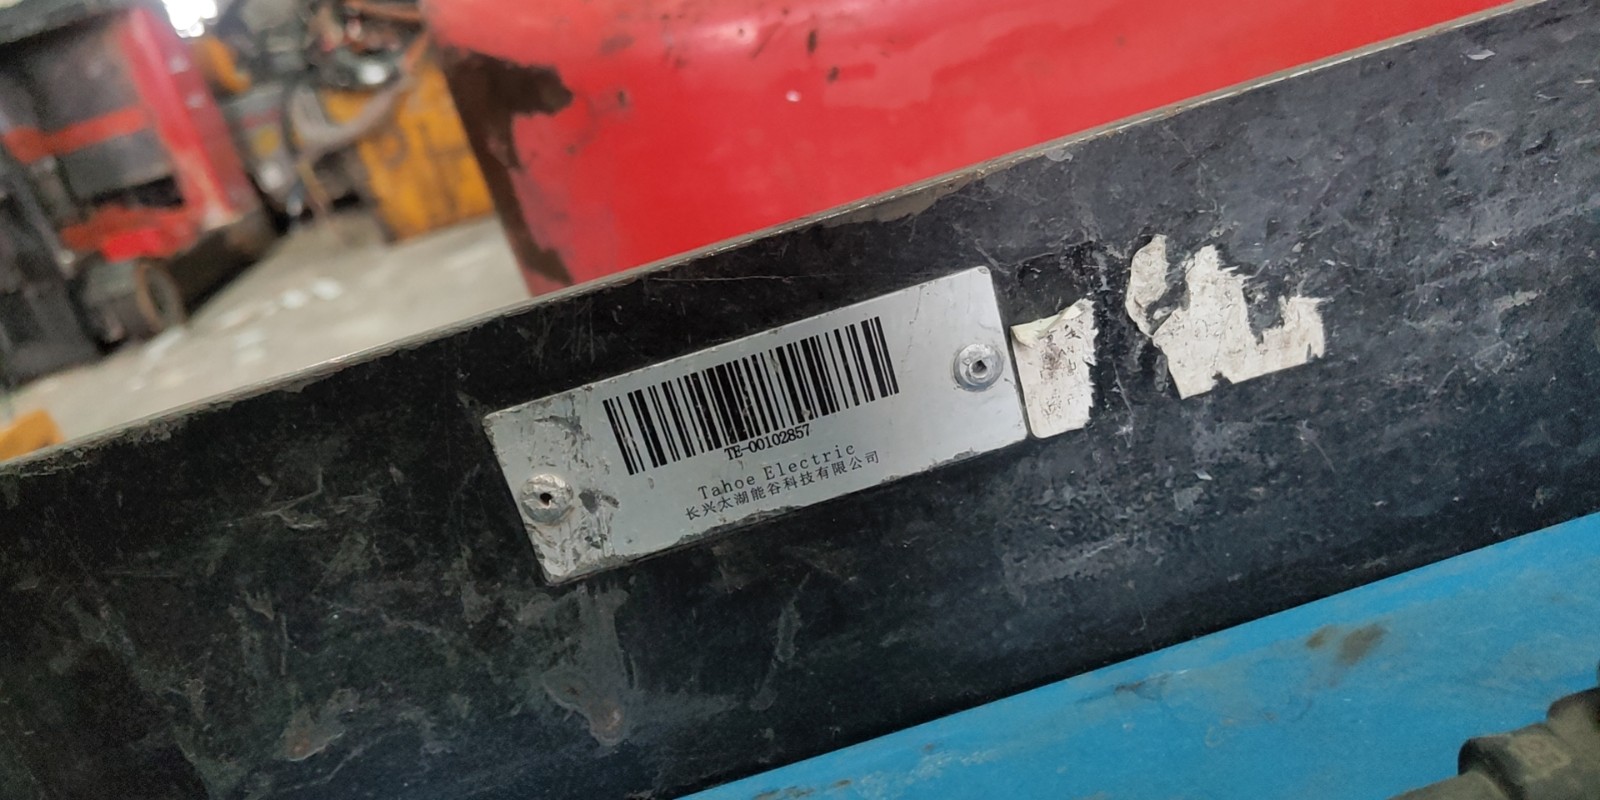 TE-00102857
Tahoe Electric
长兴太湖能谷科技有限公司